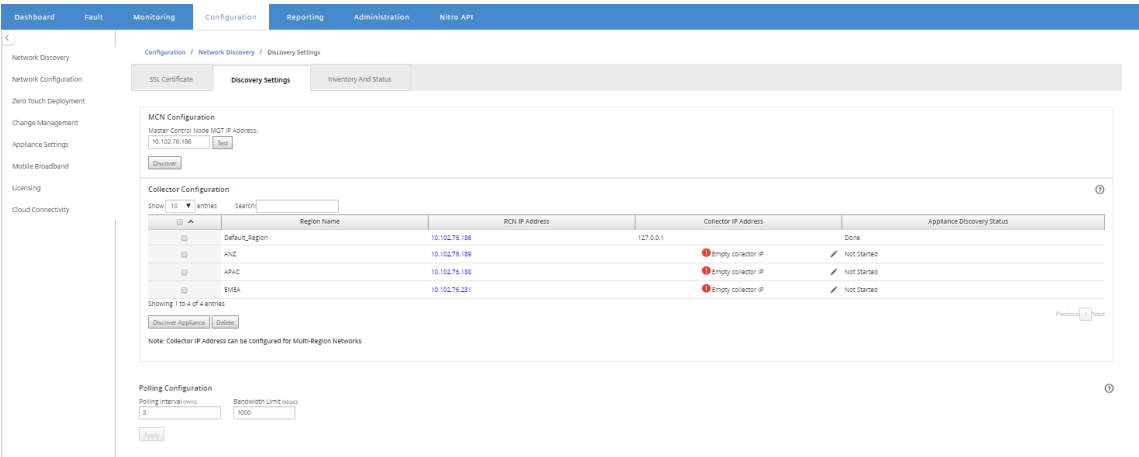 Dashboard Fault Monitoring Configuration Reporting Administration Nitro API
Configuration / Network Discovery / Discovery Settings
Network Discovery
Network Configuration
Zero Touch Deployment
Change Management
Appliance Settings
Mobile Broadband
Licensing
Cloud Connectivity
SSL Certificate Discovery Settings Inventory And Status
MCN Configuration
Master Control Node MGT IP Address:
10.102.76.186 Test
Discover
Collector Configuration
Show 10 entries Search:
Region Name RCN IP Address Collector IP Address Appliance Discovery Status
Default_Region 10.102.76.186 127.0.0.1 Done
ANZ 10.102.76.189 Empty collector IP Not Started
APAC 10.102.76.188 Empty collector IP Not Started
EMEA 10.102.76.231 Empty collector IP Not Started
Showing 1 to 4 of 4 entries
Previous 1 Next
Discover Appliance Delete
Note: Collector IP Address can be configured for Multi-Region Networks
Polling Configuration
Polling Interval (min): Bandwidth Limit (kbps):
3 1000
Apply